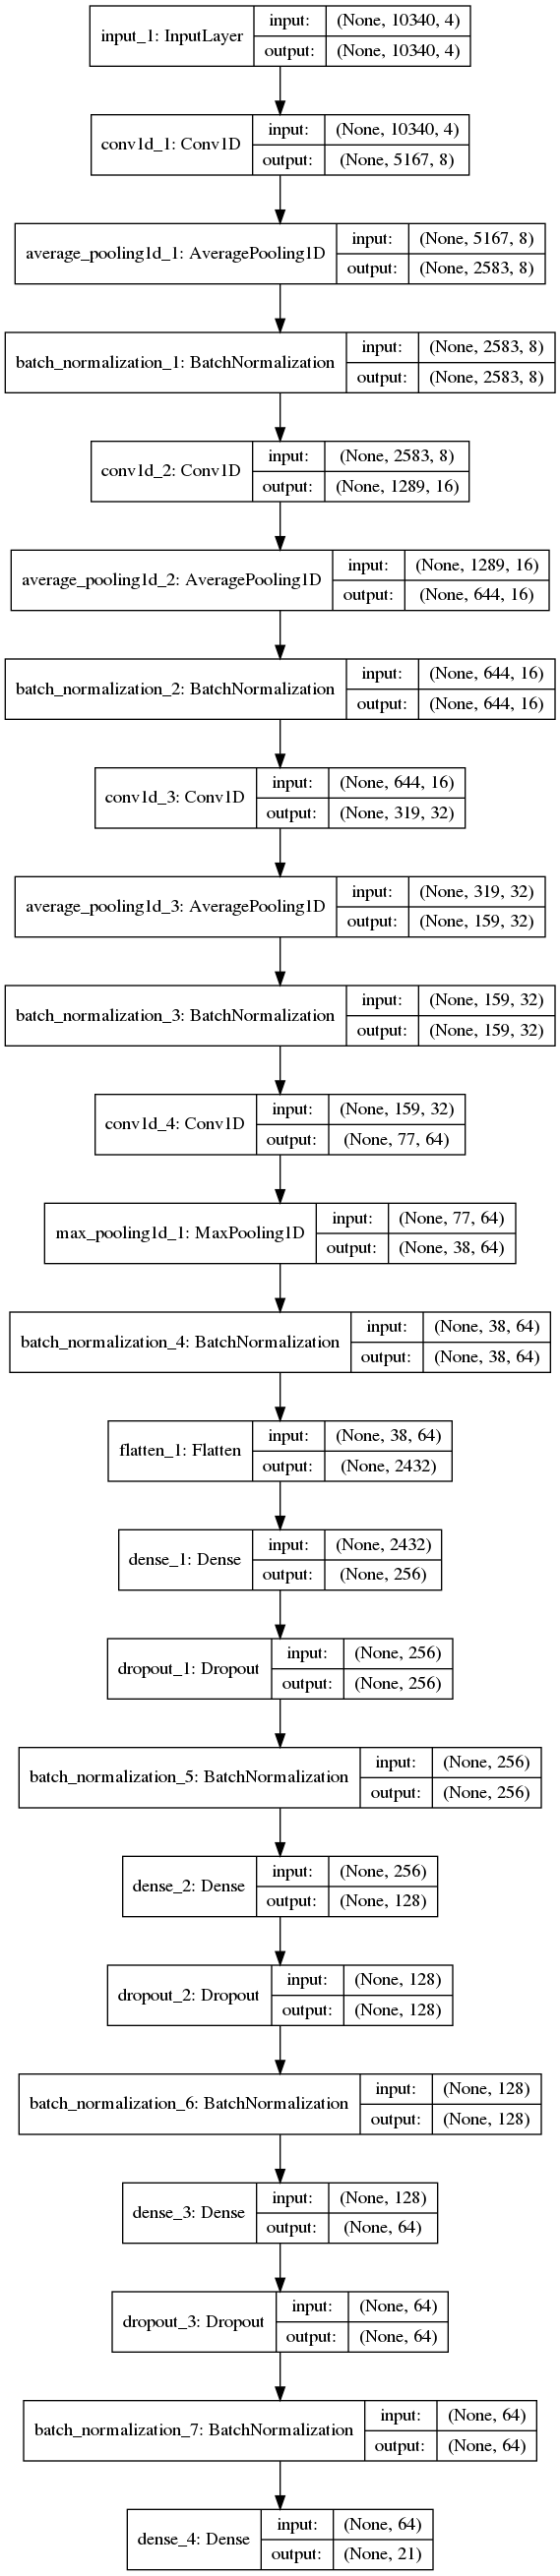 input_1: InputLayer
input: (None, 10340, 4)
output: (None, 10340, 4)
conv1d_1: Conv1D
input: (None, 10340, 4)
output: (None, 5167, 8)
average_pooling1d_1: AveragePooling1D
input: (None, 5167, 8)
output: (None, 2583, 8)
batch_normalization_1: BatchNormalization
input: (None, 2583, 8)
output: (None, 2583, 8)
conv1d_2: Conv1D
input: (None, 2583, 8)
output: (None, 1289, 16)
average_pooling1d_2: AveragePooling1D
input: (None, 1289, 16)
output: (None, 644, 16)
batch_normalization_2: BatchNormalization
input: (None, 644, 16)
output: (None, 644, 16)
conv1d_3: Conv1D
input: (None, 644, 16)
output: (None, 319, 32)
average_pooling1d_3: AveragePooling1D
input: (None, 319, 32)
output: (None, 159, 32)
batch_normalization_3: BatchNormalization
input: (None, 159, 32)
output: (None, 159, 32)
conv1d_4: Conv1D
input: (None, 159, 32)
output: (None, 77, 64)
max_pooling1d_1: MaxPooling1D
input: (None, 77, 64)
output: (None, 38, 64)
batch_normalization_4: BatchNormalization
input: (None, 38, 64)
output: (None, 38, 64)
flatten_1: Flatten
input: (None, 38, 64)
output: (None, 2432)
dense_1: Dense
input: (None, 2432)
output: (None, 256)
dropout_1: Dropout
input: (None, 256)
output: (None, 256)
batch_normalization_5: BatchNormalization
input: (None, 256)
output: (None, 256)
dense_2: Dense
input: (None, 256)
output: (None, 128)
dropout_2: Dropout
input: (None, 128)
output: (None, 128)
batch_normalization_6: BatchNormalization
input: (None, 128)
output: (None, 128)
dense_3: Dense
input: (None, 128)
output: (None, 64)
dropout_3: Dropout
input: (None, 64)
output: (None, 64)
batch_normalization_7: BatchNormalization
input: (None, 64)
output: (None, 64)
dense_4: Dense
input: (None, 64)
output: (None, 21)